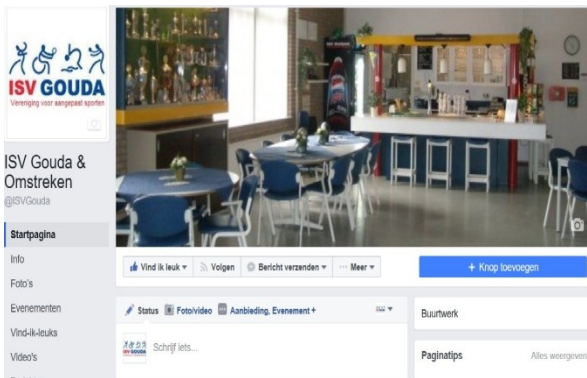 ISV GOUDA
Vereniging voor aangepast sporten
ISV Gouda &
Omstreken
@ISVGouda
Startpagina
Info
Foto's
Evenementen
Vind-ik-leuks
Video's
Vind ik leuk
Volgen
Bericht verzenden
Meer
+ Knop toevoegen
Status
Foto/video
Aanbieding, Evenement +
Schrijf iets...
ISV GOUDA
Buurtwerk
Paginatips
Alles weergeven